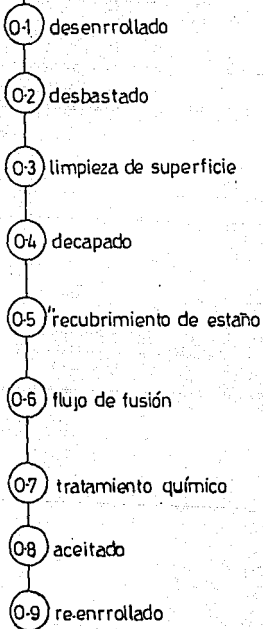 0-1 desenrrollado
0-2 desbastado
0-3 limpieza de superficie
0-4 decapado
0-5 recubrimiento de estaño
0-6 flujo de fusión
0-7 tratamiento químico
0-8 aceitado
0-9 re-enrrollado